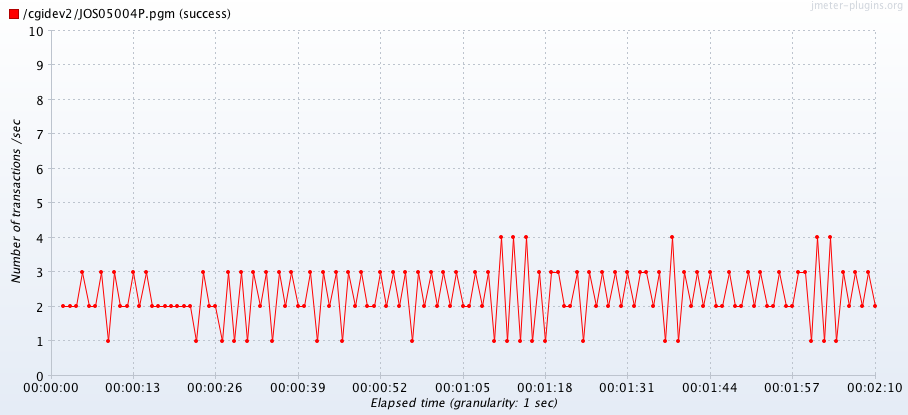 /cgidev2/JOS05004P.pgm (success)
jmeter-plugins.org
10
9
8
7
6
5
4
3
2
1
0
Number of transactions /sec
00:00:00 00:00:13 00:00:26 00:00:39 00:00:52 00:01:05 00:01:18 00:01:31 00:01:44 00:01:57 00:02:10
Elapsed time (granularity: 1 sec)